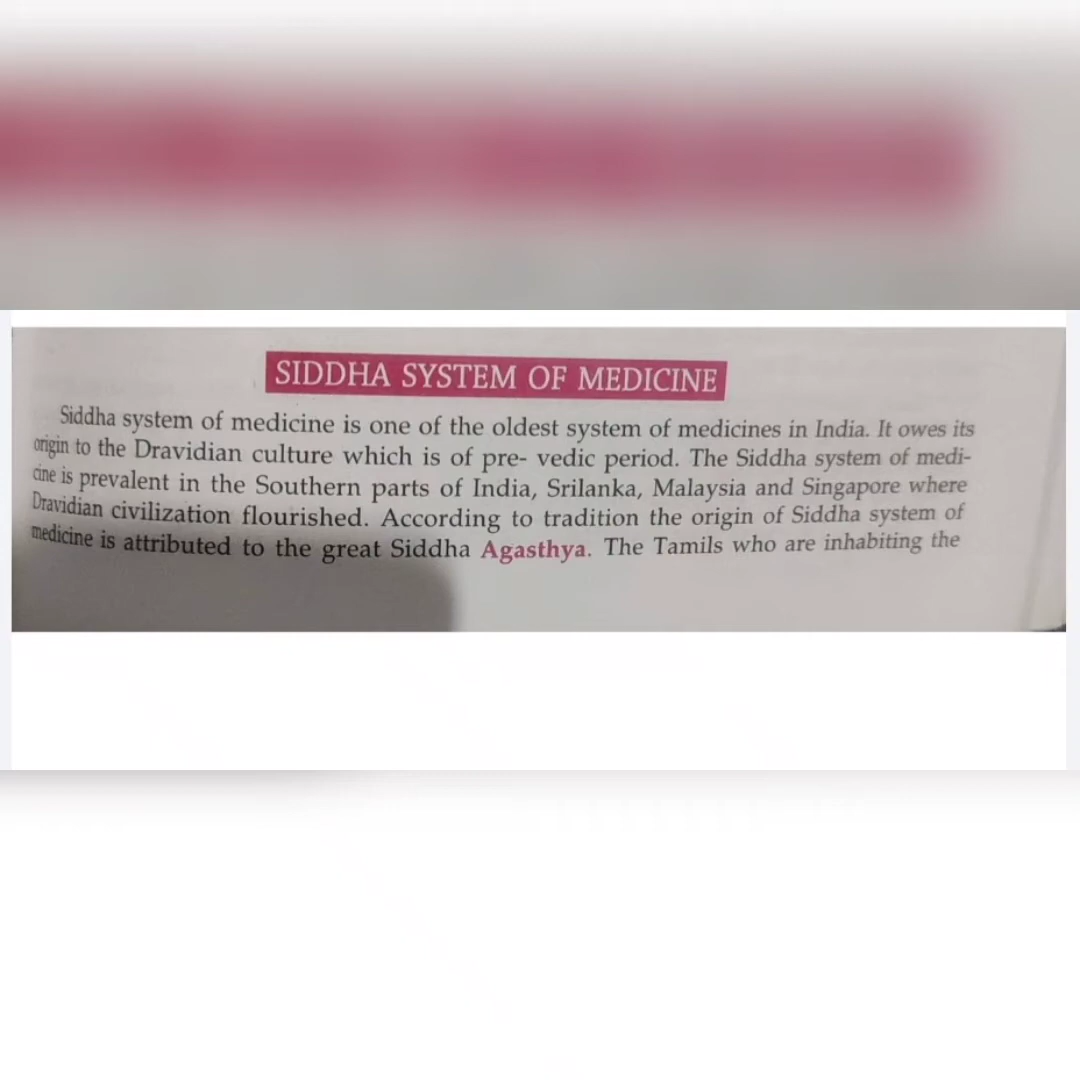 SIDDHA SYSTEM OF MEDICINE
Siddha system of medicine is one of the oldest system of medicines in India. It owes its
origin to the Dravidian culture which is of pre- vedic period. The Siddha system of medi-
cine is prevalent in the Southern parts of India, Srilanka, Malaysia and Singapore where
Dravidian civilization flourished. According to tradition the origin of Siddha system of
medicine is attributed to the great Siddha Agasthya. The Tamils who are inhabiting the